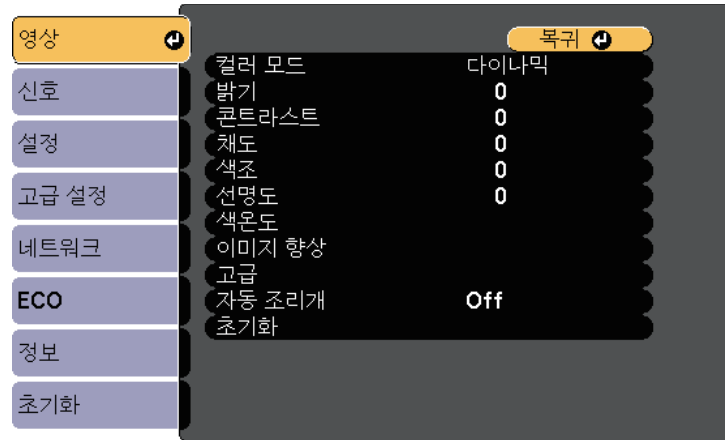 영상
신호
설정
고급 설정
네트워크
ECO
정보
초기화
복귀
컬러 모드 다이나믹
밝기 0
콘트라스트 0
채도 0
색조 0
선명도 0
색온도
이미지 향상
고급
자동 조리개 Off
초기화